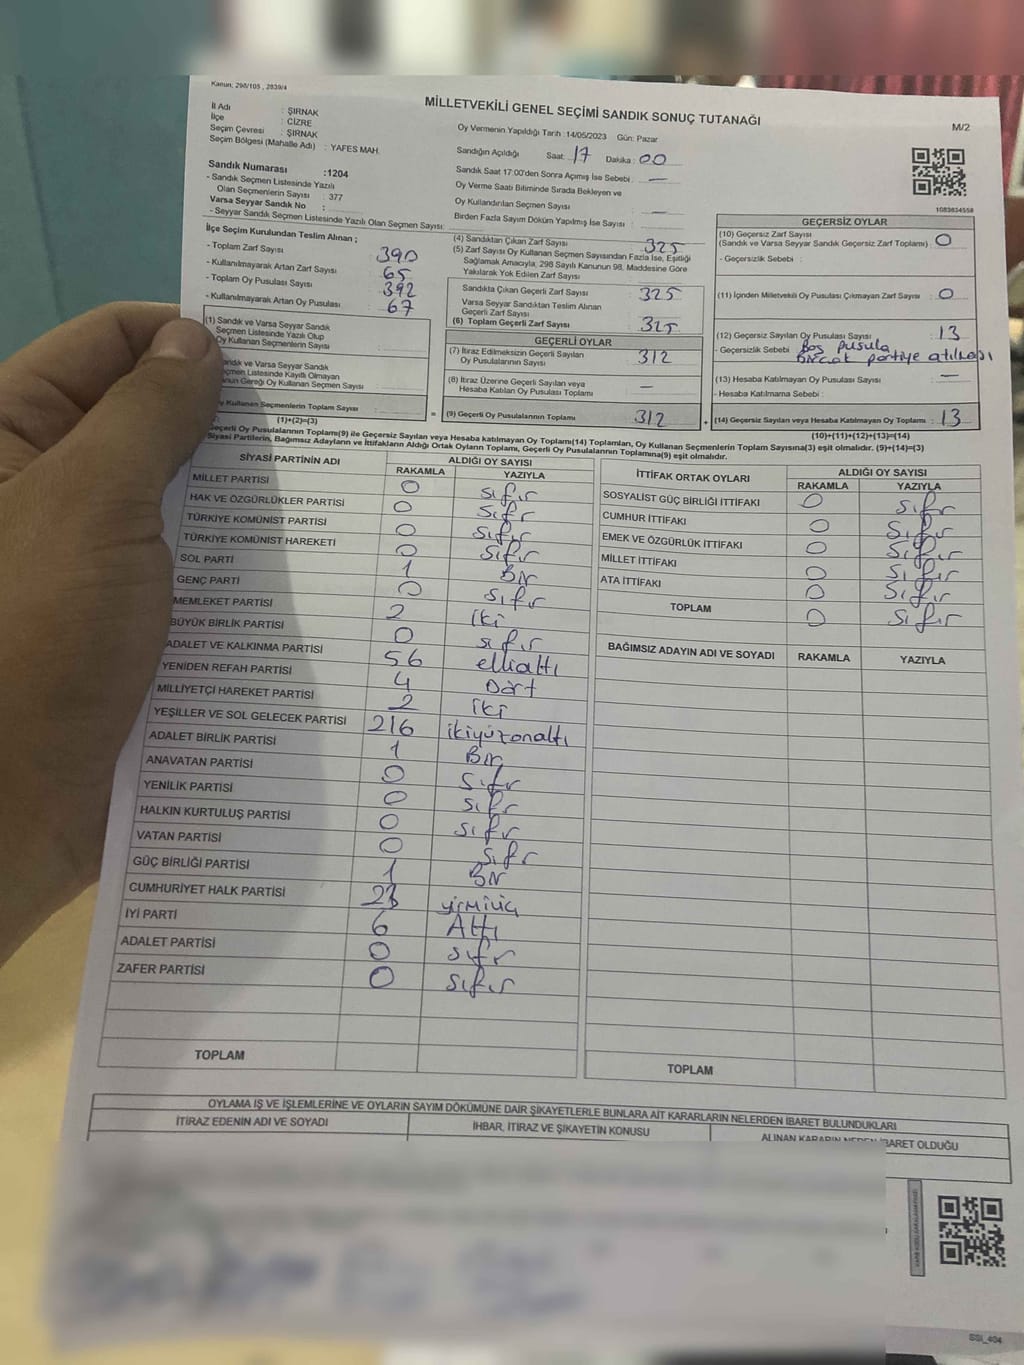 Kanun: 298/105 , 2839/4
MİLLETVEKİLİ GENEL SEÇİMİ SANDIK SONUÇ TUTANAĞI
M/2
İl Adı : ŞIRNAK
İlçe : CİZRE
Seçim Çevresi : ŞIRNAK
Seçim Bölgesi (Mahalle Adı) : YAFES MAH.
Sandık Numarası :1204
- Sandık Seçmen Listesinde Yazılı
Olan Seçmenlerin Sayısı : 377
Varsa Seyyar Sandık No :
- Seyyar Sandık Seçmen Listesinde Yazılı Olan Seçmen Sayısı:
Oy Vermenin Yapıldığı Tarih :14/05/2023 Gün: Pazar
Sandığın Açıldığı Saat: 17 Dakika: 00
Sandık Saat 17:00'den Sonra Açımış İse Sebebi : —
Oy Verme Saati Bitiminde Sırada Bekleyen ve
Oy Kullandırılan Seçmen Sayısı : —
Birden Fazla Sayım Döküm Yapılmış İse Sayısı :
1083634558
İlçe Seçim Kurulundan Teslim Alınan ;
- Toplam Zarf Sayısı 390
- Kullanılmayarak Artan Zarf Sayısı 65
- Toplam Oy Pusulası Sayısı 392
- Kullanılmayarak Artan Oy Pusulası 67
(1) Sandık ve Varsa Seyyar Sandık
Seçmen Listesinde Yazılı Olup
Oy Kullanan Seçmenlerin Sayısı :
Sandık ve Varsa Seyyar Sandık
Seçmen Listesinde Kayıtlı Olmayan
Kanun Gereği Oy Kullanan Seçmen Sayısı :
Kullanan Seçmenlerin Toplam Sayısı :
(1)+(2)=(3)
(4) Sandıktan Çıkan Zarf Sayısı : 325
(5) Zarf Sayısı Oy Kullanan Seçmen Sayısından Fazla İse, Eşitliği
Sağlamak Amacıyla; 298 Sayılı Kanunun 98. Maddesine Göre
Yakılarak Yok Edilen Zarf Sayısı :
Sandıkta Çıkan Geçerli Zarf Sayısı : 325
Varsa Seyyar Sandıktan Teslim Alınan
Geçerli Zarf Sayısı :
(6) Toplam Geçerli Zarf Sayısı : 325
GEÇERLİ OYLAR
(7) İtiraz Edilmeksizin Geçerli Sayılan
Oy Pusulalarının Sayısı : 312
(8) İtiraz Üzerine Geçerli Sayılan veya
Hesaba Katılan Oy Pusulası Toplamı : —
= (9) Geçerli Oy Pusulalarının Toplamı : 312
GEÇERSİZ OYLAR
(10) Geçersiz Zarf Sayısı
(Sandık ve Varsa Seyyar Sandık Geçersiz Zarf Toplamı) : 0
- Geçersizlik Sebebi :
(11) İçinden Milletvekili Oy Pusulası Çıkmayan Zarf Sayısı : 0
(12) Geçersiz Sayılan Oy Pusulası Sayısı : 13
- Geçersizlik Sebebi : Boş pusula
partiye
(13) Hesaba Katılmayan Oy Pusulası Sayısı : —
- Hesaba Katılmama Sebebi :
+ (14) Geçersiz Sayılan veya Hesaba Katılmayan Oy Toplamı : 13
(10)+(11)+(12)+(13)=(14)
Geçerli Oy Pusulalarının Toplamı(9) ile Geçersiz Sayılan veya Hesaba katılmayan Oy Toplamı(14) Toplamları, Oy Kullanan Seçmenlerin Toplam Sayısına(3) eşit olmalıdır. (9)+(14)=(3)
Siyasi Partilerin, Bağımsız Adayların ve İttifakların Aldığı Ortak Oyların Toplamı, Geçerli Oy Pusulalarının Toplamına(9) eşit olmalıdır.
SİYASİ PARTİNİN ADI ALDIĞI OY SAYISI
RAKAMLA YAZIYLA
MİLLET PARTİSİ 0 sıfır
HAK VE ÖZGÜRLÜKLER PARTİSİ 0 sıfır
TÜRKİYE KOMÜNİST PARTİSİ 0 sıfır
TÜRKİYE KOMÜNİST HAREKETİ 0 sıfır
SOL PARTİ 1 Bir
GENÇ PARTİ 0 sıfır
MEMLEKET PARTİSİ 2 iki
BÜYÜK BİRLİK PARTİSİ 0 sıfır
ADALET VE KALKINMA PARTİSİ 56 elliAltı
YENİDEN REFAH PARTİSİ 4 Dört
MİLLİYETÇİ HAREKET PARTİSİ 2 iki
YEŞİLLER VE SOL GELECEK PARTİSİ 216 ikiyüzonaltı
ADALET BİRLİK PARTİSİ 1 Bir
ANAVATAN PARTİSİ 0 sıfır
YENİLİK PARTİSİ 0 sıfır
HALKIN KURTULUŞ PARTİSİ 0 sıfır
VATAN PARTİSİ 0 sıfır
GÜÇ BİRLİĞİ PARTİSİ 1 Bir
CUMHURİYET HALK PARTİSİ 23 yirmiüç
İYİ PARTİ 6 Altı
ADALET PARTİSİ 0 sıfır
ZAFER PARTİSİ 0 sıfır
TOPLAM
İTTİFAK ORTAK OYLARI ALDIĞI OY SAYISI
RAKAMLA YAZIYLA
SOSYALİST GÜÇ BİRLİĞİ İTTİFAKI 0 sıfır
CUMHUR İTTİFAKI 0 sıfır
EMEK VE ÖZGÜRLÜK İTTİFAKI 0 sıfır
MİLLET İTTİFAKI 0 sıfır
ATA İTTİFAKI 0 sıfır
TOPLAM 0 sıfır
BAĞIMSIZ ADAYIN ADI VE SOYADI RAKAMLA YAZIYLA
TOPLAM
OYLAMA İŞ VE İŞLEMLERİNE VE OYLARIN SAYIM DÖKÜMÜNE DAİR ŞİKAYETLERLE BUNLARA AİT KARARLARIN NELERDEN İBARET BULUNDUKLARI
İTİRAZ EDENİN ADI VE SOYADI İHBAR, İTİRAZ VE ŞİKAYETİN KONUSU ALINAN KARARIN NEDEN İBARET OLDUĞU